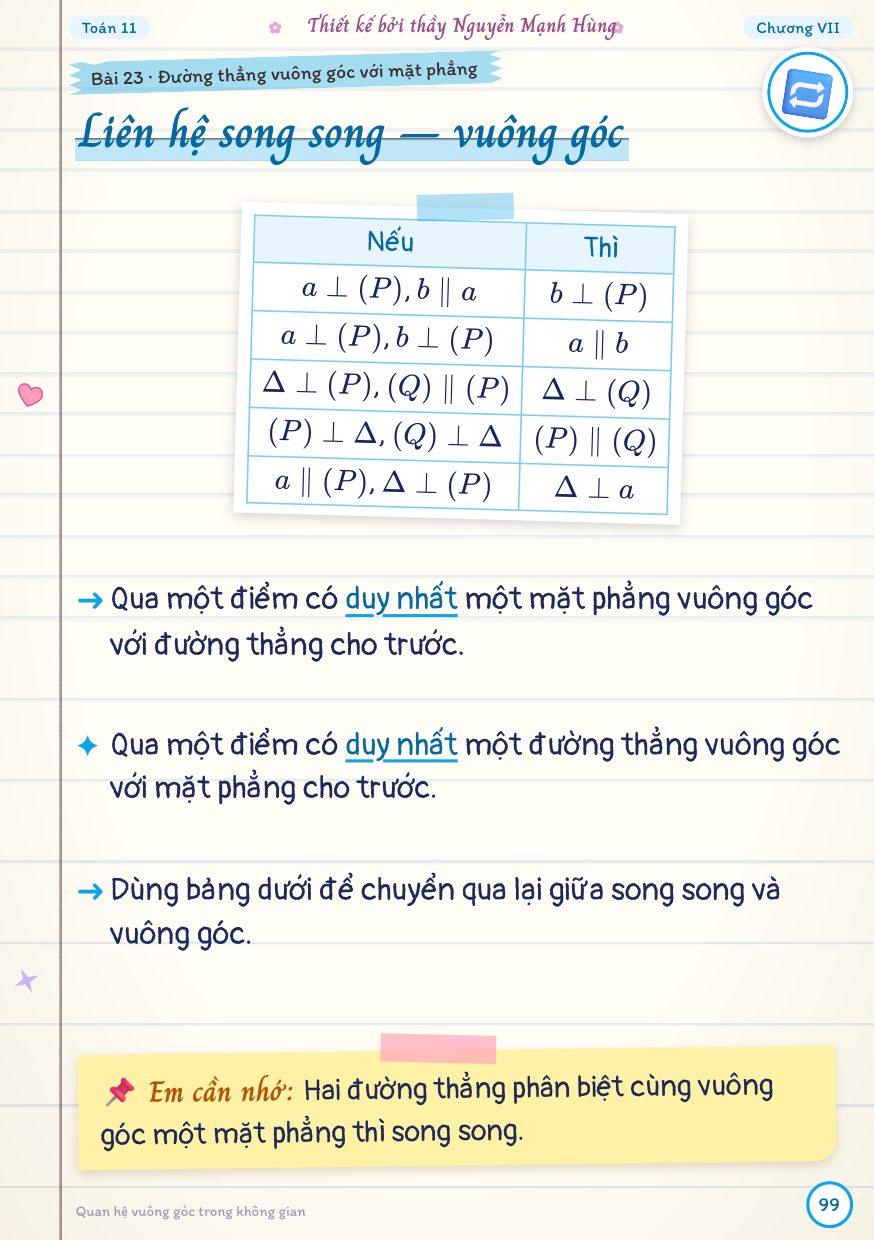 Toán 11
Thiết kế bởi thầy Nguyễn Mạnh Hùng
Chương VII
Bài 23 · Đường thẳng vuông góc với mặt phẳng
Liên hệ song song — vuông góc
Nếu Thì
a ⊥ (P), b ∥ a b ⊥ (P)
a ⊥ (P), b ⊥ (P) a ∥ b
Δ ⊥ (P), (Q) ∥ (P) Δ ⊥ (Q)
(P) ⊥ Δ, (Q) ⊥ Δ (P) ∥ (Q)
a ∥ (P), Δ ⊥ (P) Δ ⊥ a
→ Qua một điểm có duy nhất một mặt phẳng vuông góc
với đường thẳng cho trước.
✦ Qua một điểm có duy nhất một đường thẳng vuông góc
với mặt phẳng cho trước.
→ Dùng bảng dưới để chuyển qua lại giữa song song và
vuông góc.
📌 Em cần nhớ: Hai đường thẳng phân biệt cùng vuông
góc một mặt phẳng thì song song.
Quan hệ vuông góc trong không gian
99